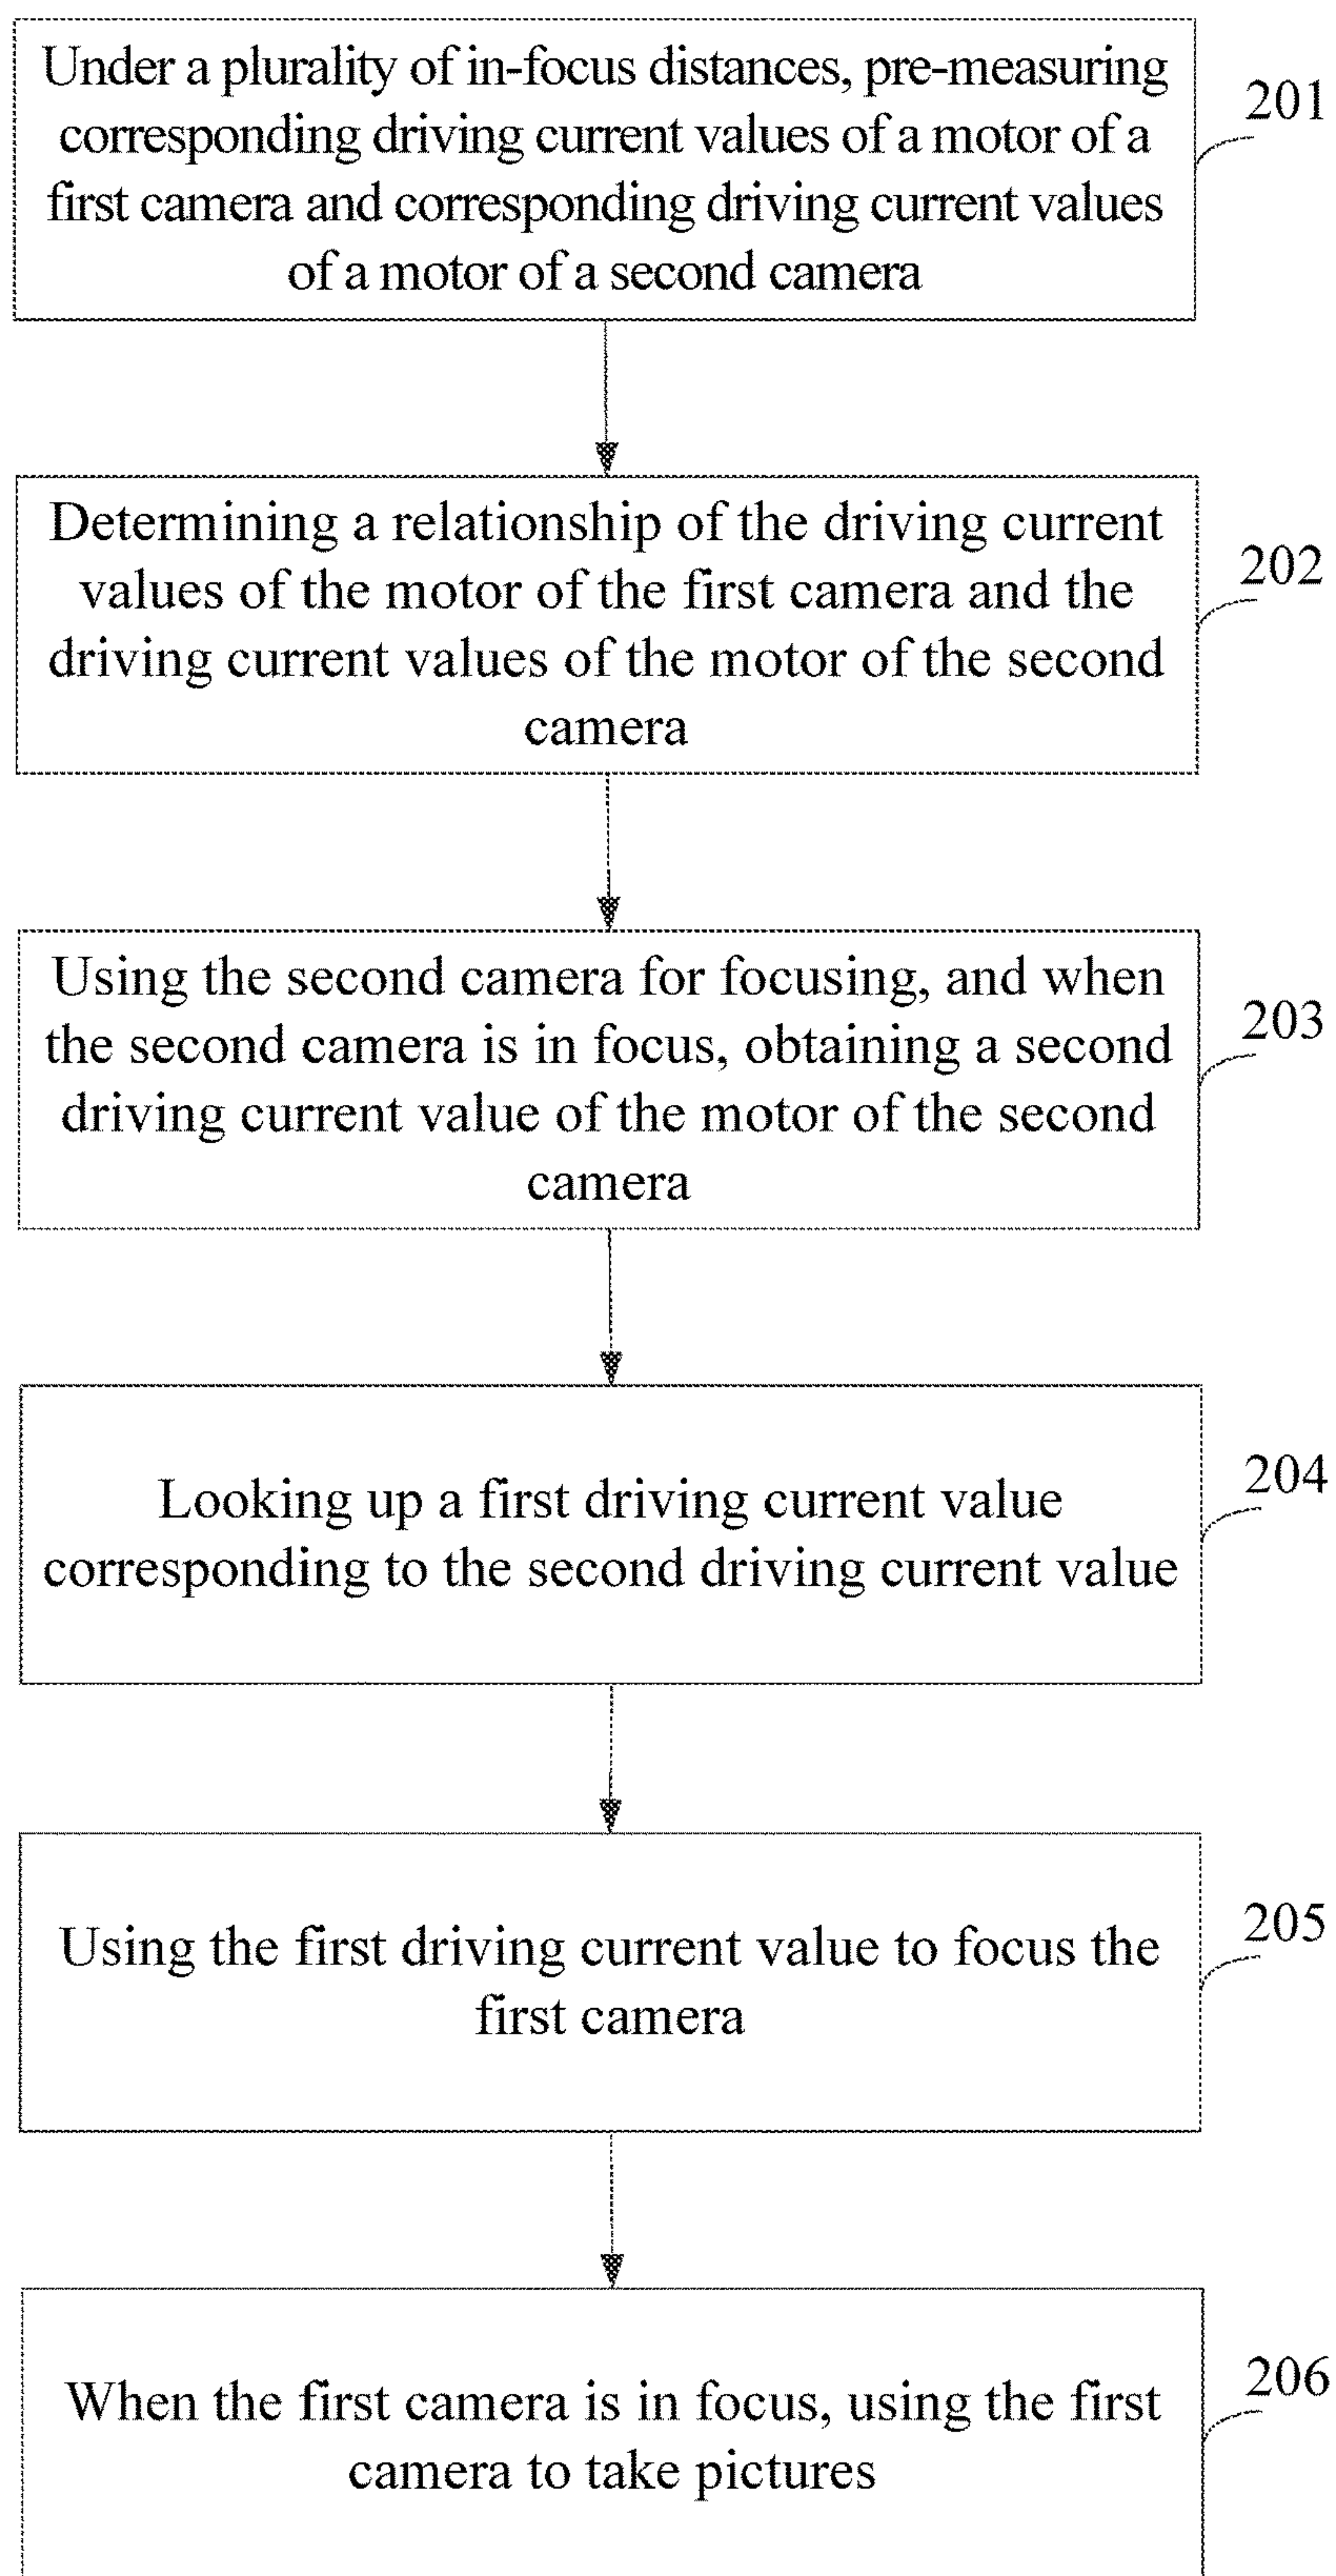 Under a plurality of in-focus distances, pre-measuring
corresponding driving current values of a motor of a
first camera and corresponding driving current values
of a motor of a second camera
201
Determining a relationship of the driving current
values of the motor of the first camera and the
driving current values of the motor of the second
camera
202
Using the second camera for focusing, and when
the second camera is in focus, obtaining a second
driving current value of the motor of the second
camera
203
Looking up a first driving current value
corresponding to the second driving current value
204
Using the first driving current value to focus the
first camera
205
When the first camera is in focus, using the first
camera to take pictures
206